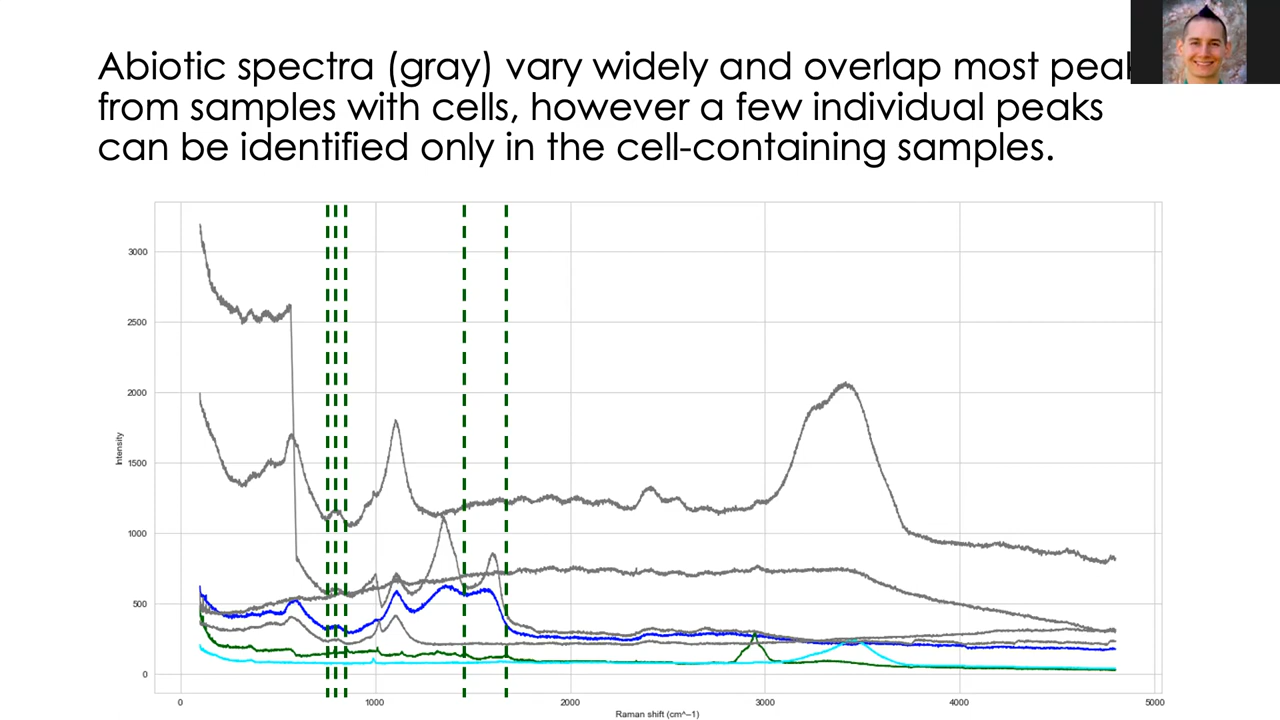 Abiotic spectra (gray) vary widely and overlap most
from samples with cells, however a few individual peaks
can be identified only in the cell-containing samples.
3000
2500
2000
1500
1000
500
0
Intensity
0 1000 2000 3000 4000 5000
Raman shift (cm^-1)